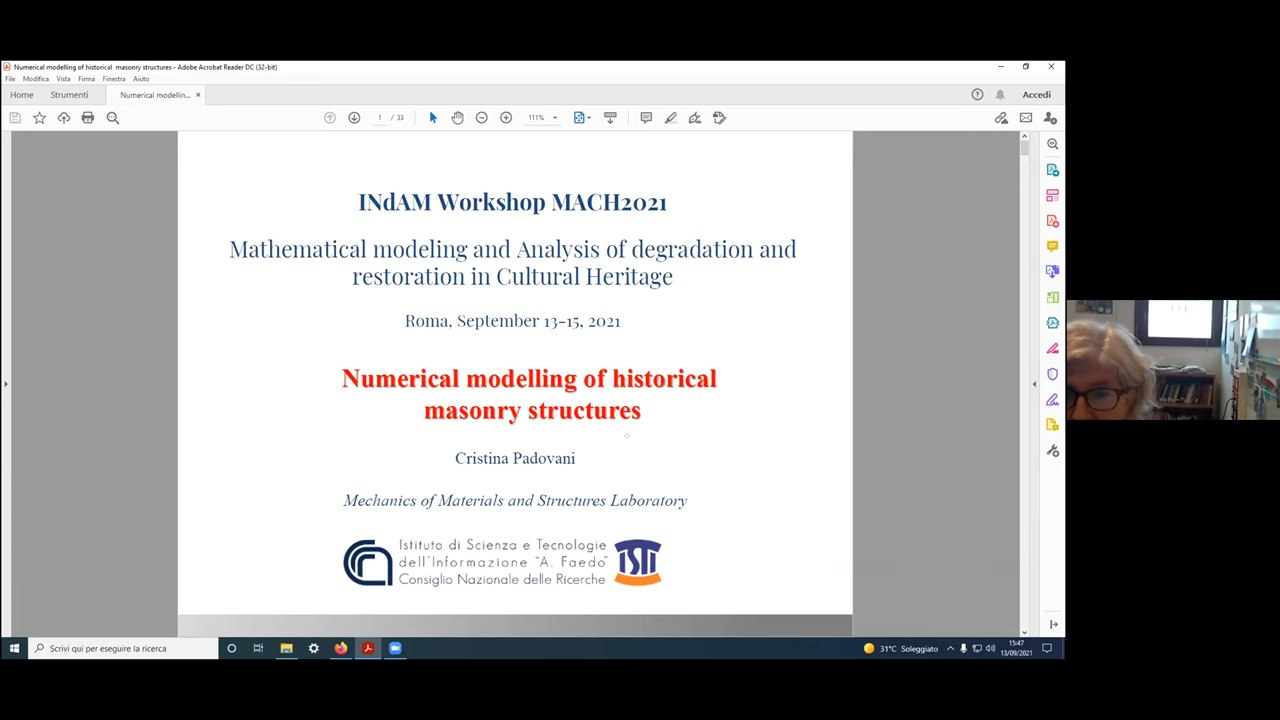 Numerical modelling of historical masonry structures - Adobe Acrobat Reader DC (32-bit)
File Modifica Vista Firma Finestra Aiuto
Home Strumenti Numerical modellin... Accedi
1 / 33 111%
INdAM Workshop MACH2021
Mathematical modeling and Analysis of degradation and
restoration in Cultural Heritage
Roma, September 13-15, 2021
Numerical modelling of historical
masonry structures
Cristina Padovani
Mechanics of Materials and Structures Laboratory
Istituto di Scienza e Tecnologie
dell'Informazione "A. Faedo"
Consiglio Nazionale delle Ricerche
ISTI
Scrivi qui per eseguire la ricerca
31°C Soleggiato
15:47
13/09/2021